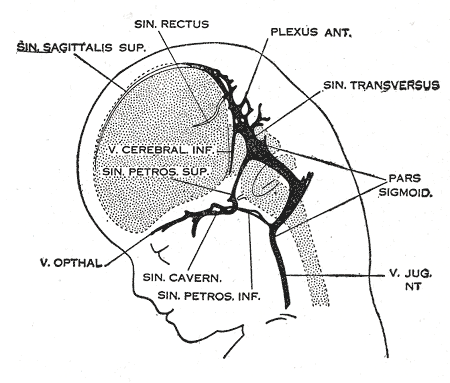 SIN. RECTUS
PLEXUS ANT.
SIN. SAGITTALIS SUP.
SIN. TRANSVERSUS
V. CEREBRAL. INF.
SIN. PETROS. SUP.
PARS
SIGMOID.
V. OPTHAL
SIN. CAVERN.
V. JUG.
NT
SIN. PETROS. INF.